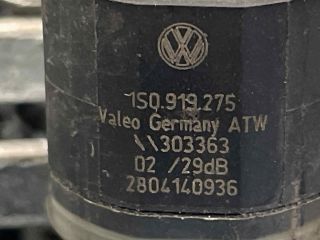 1S0.919.275
Valeo Germany ATW
\\303363
02 /29dB
2804140936